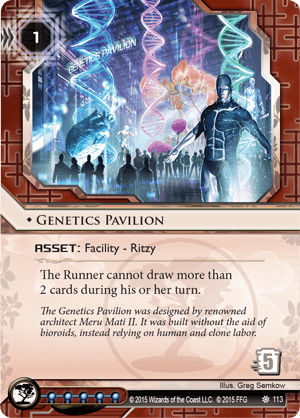 1
GENETICS PAVILION
◆ GENETICS PAVILION
ASSET: Facility - Ritzy
The Runner cannot draw more than
2 cards during his or her turn.
The Genetics Pavilion was designed by renowned
architect Meru Mati II. It was built without the aid of
bioroids, instead relying on human and clone labor.
5
Illus. Greg Semkow
© 2015 Wizards of the Coast LLC. © 2015 FFG 113